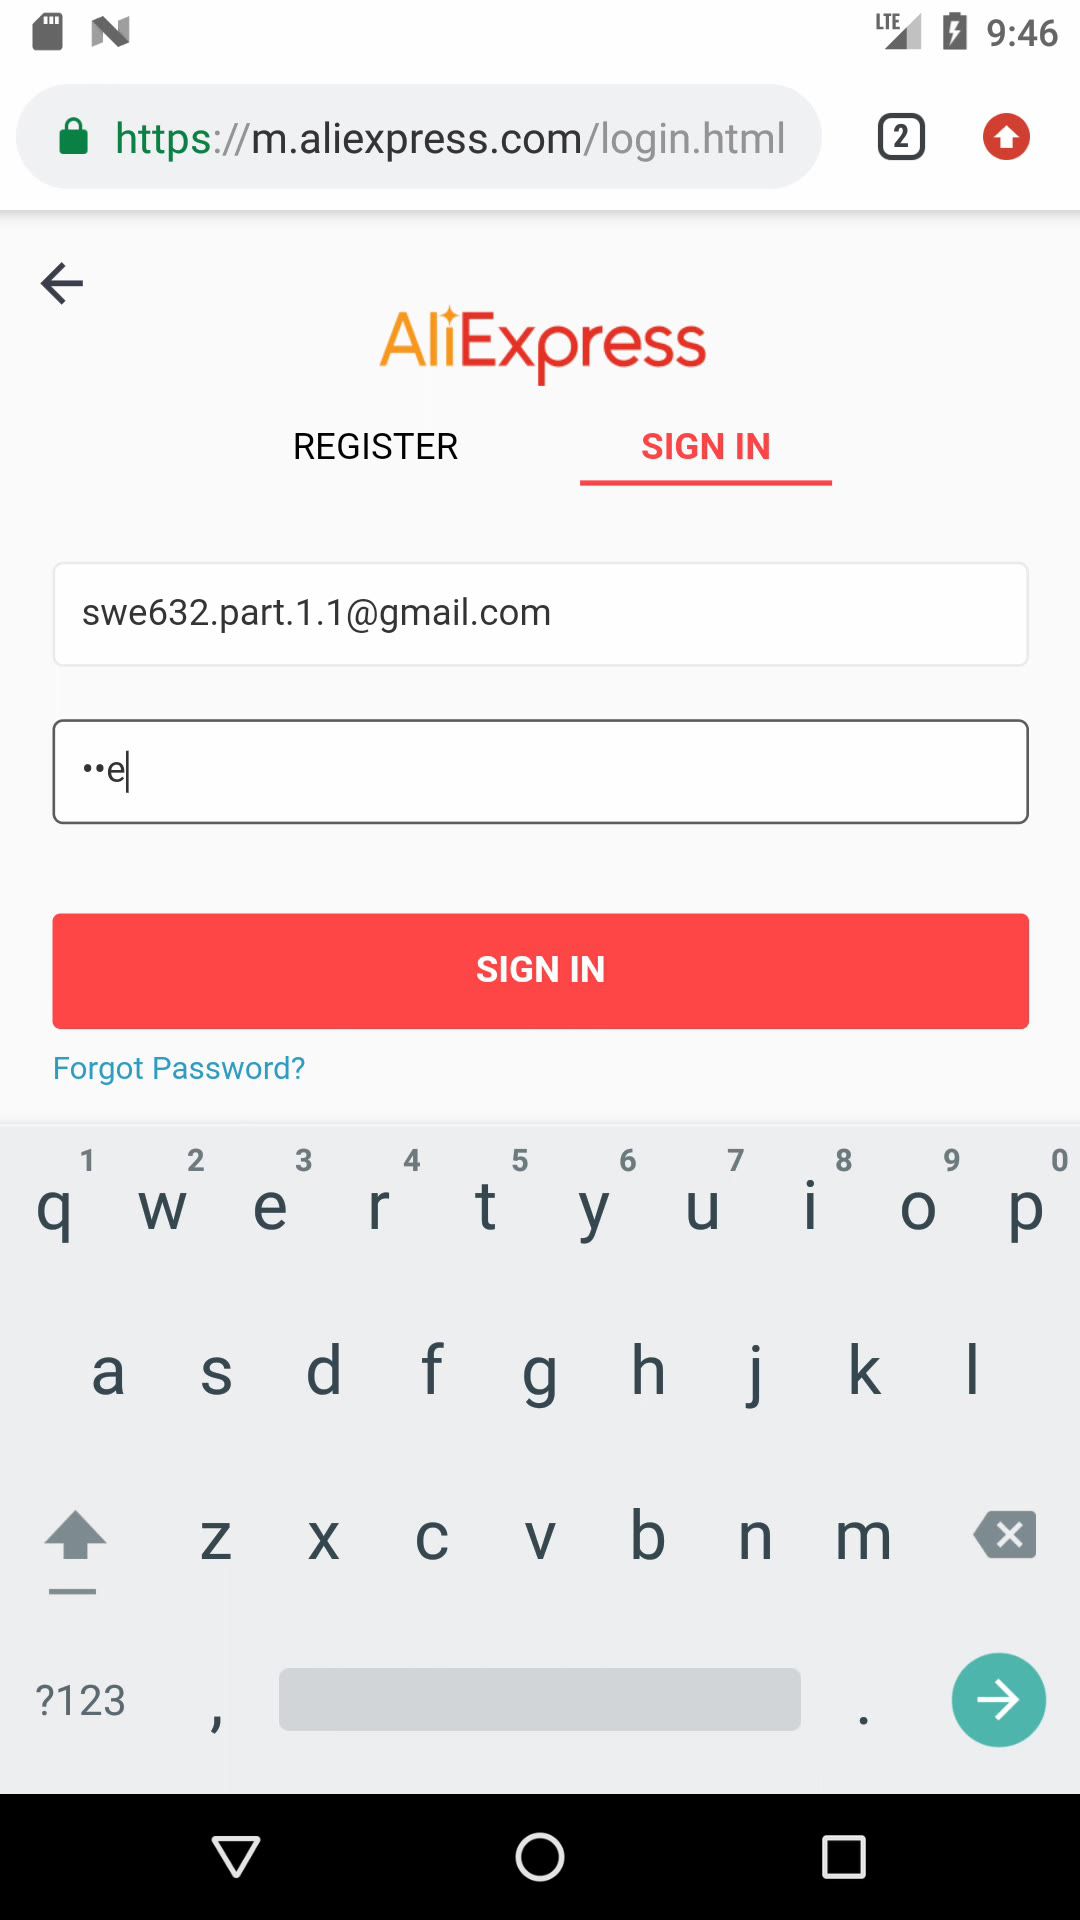 LTE 9:46
https://m.aliexpress.com/login.html 2
AliExpress
REGISTER SIGN IN
swe632.part.1.1@gmail.com
••e
SIGN IN
Forgot Password?
1 2 3 4 5 6 7 8 9 0
q w e r t y u i o p
a s d f g h j k l
z x c v b n m
?123 , .